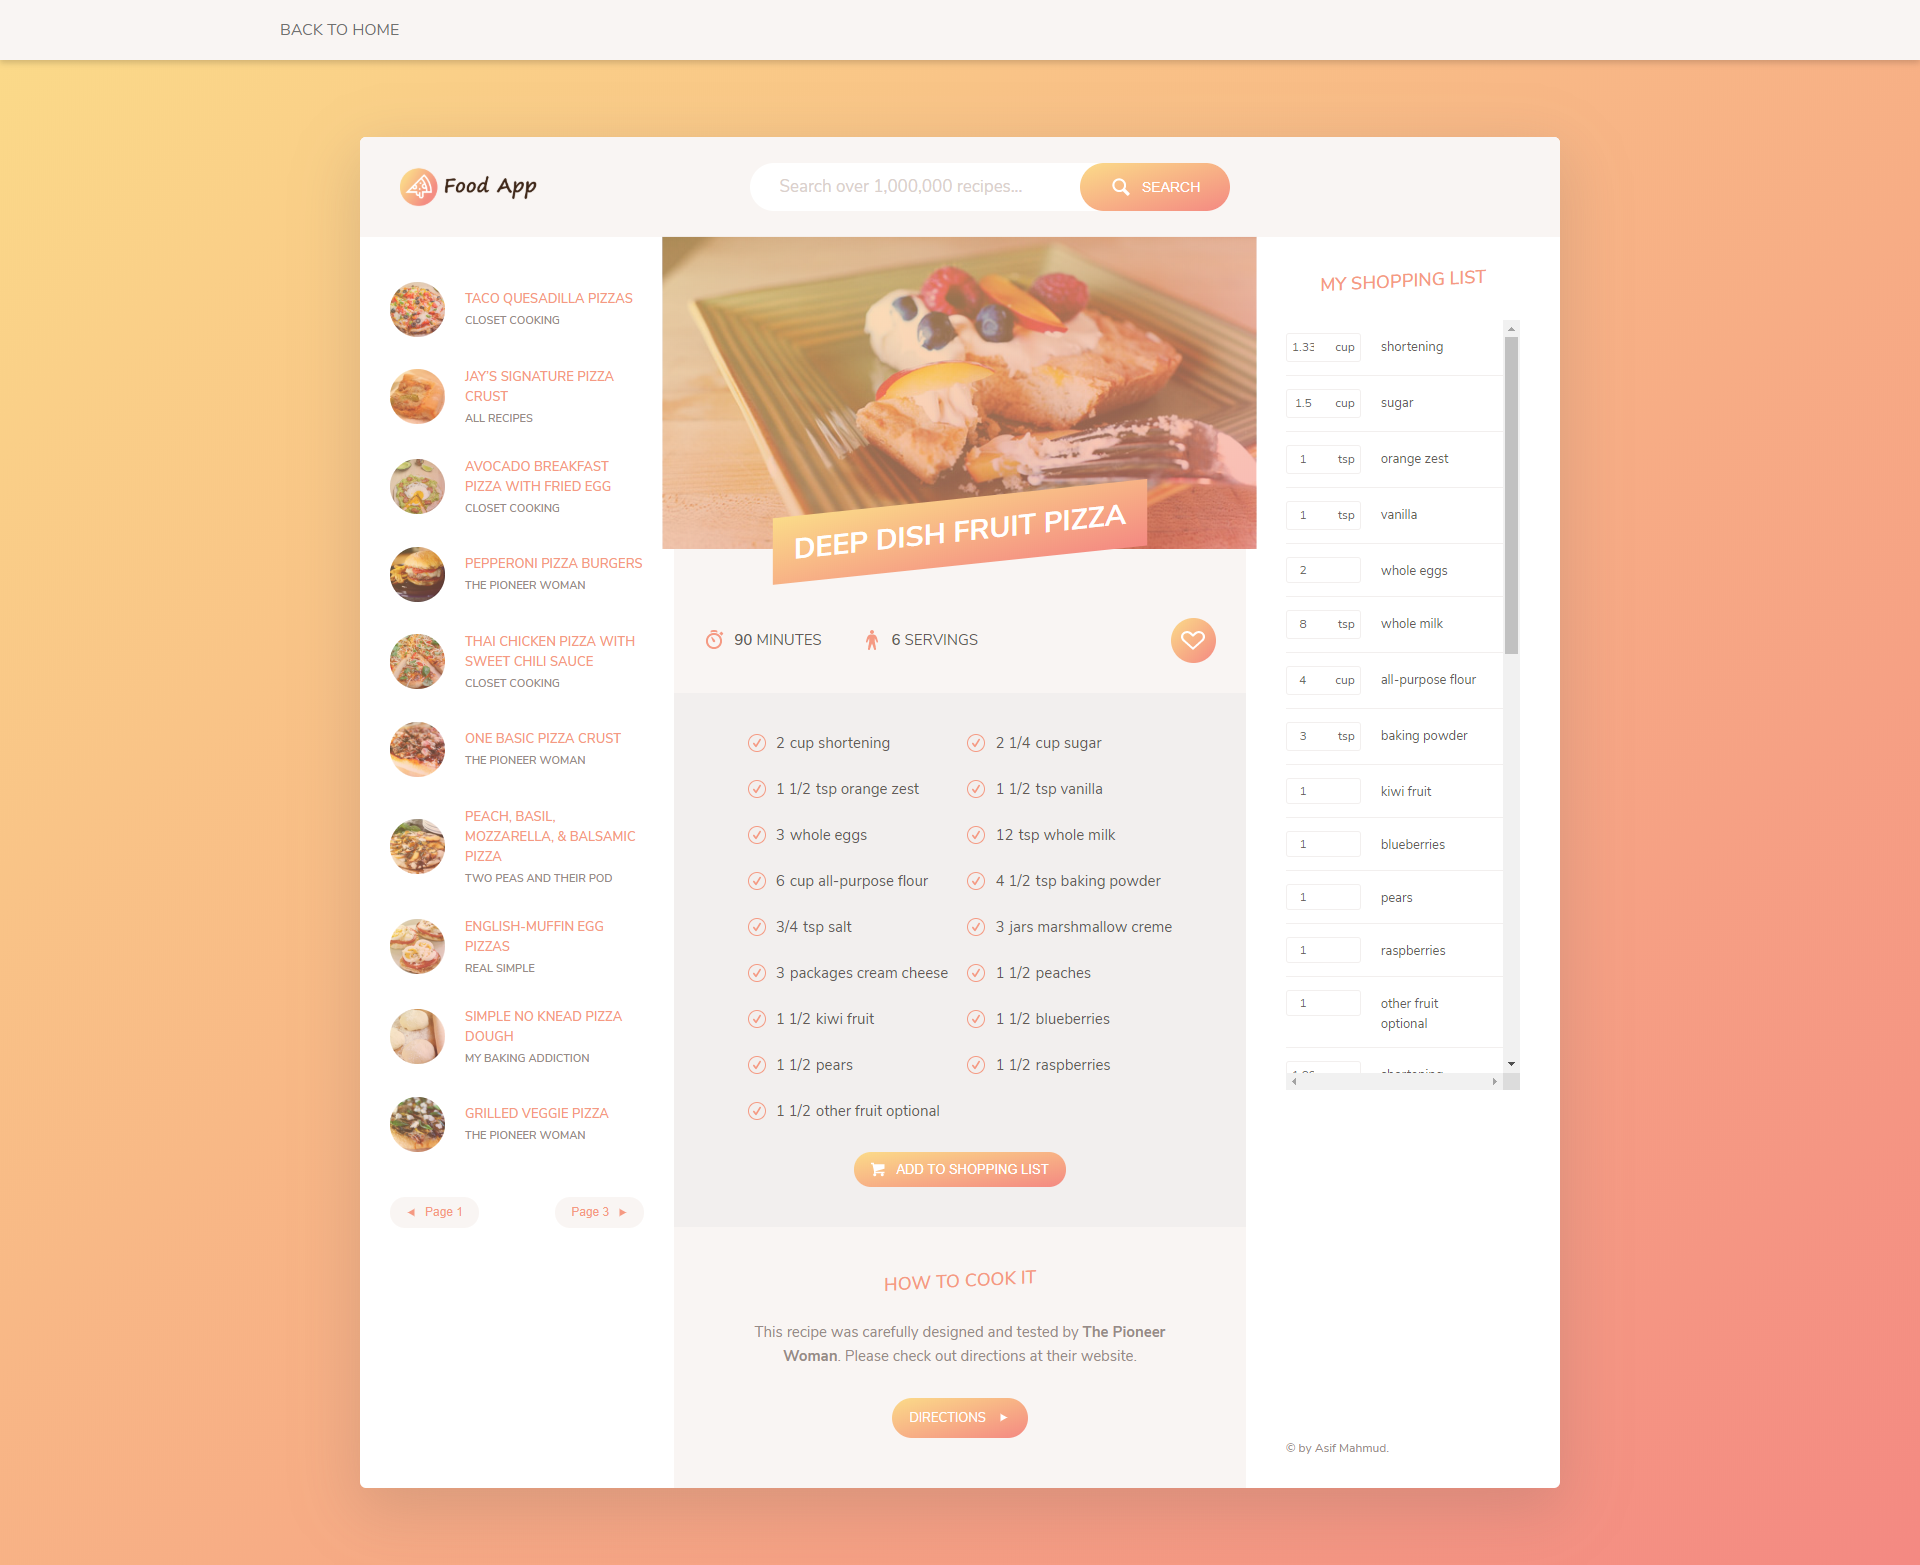 BACK TO HOME
Food App
Search over 1,000,000 recipes...
SEARCH
TACO QUESADILLA PIZZAS
CLOSET COOKING
JAY'S SIGNATURE PIZZA
CRUST
ALL RECIPES
AVOCADO BREAKFAST
PIZZA WITH FRIED EGG
CLOSET COOKING
PEPPERONI PIZZA BURGERS
THE PIONEER WOMAN
THAI CHICKEN PIZZA WITH
SWEET CHILI SAUCE
CLOSET COOKING
ONE BASIC PIZZA CRUST
THE PIONEER WOMAN
PEACH, BASIL,
MOZZARELLA, & BALSAMIC
PIZZA
TWO PEAS AND THEIR POD
ENGLISH-MUFFIN EGG
PIZZAS
REAL SIMPLE
SIMPLE NO KNEAD PIZZA
DOUGH
MY BAKING ADDICTION
GRILLED VEGGIE PIZZA
THE PIONEER WOMAN
Page 1
Page 3
DEEP DISH FRUIT PIZZA
90 MINUTES
6 SERVINGS
2 cup shortening
2 1/4 cup sugar
1 1/2 tsp orange zest
1 1/2 tsp vanilla
3 whole eggs
12 tsp whole milk
6 cup all-purpose flour
4 1/2 tsp baking powder
3/4 tsp salt
3 jars marshmallow creme
3 packages cream cheese
1 1/2 peaches
1 1/2 kiwi fruit
1 1/2 blueberries
1 1/2 pears
1 1/2 raspberries
1 1/2 other fruit optional
ADD TO SHOPPING LIST
HOW TO COOK IT
This recipe was carefully designed and tested by The Pioneer
Woman. Please check out directions at their website.
DIRECTIONS
MY SHOPPING LIST
1.33 cup shortening
1.5 cup sugar
1 tsp orange zest
1 tsp vanilla
2 whole eggs
8 tsp whole milk
4 cup all-purpose flour
3 tsp baking powder
1 kiwi fruit
1 blueberries
1 pears
1 raspberries
1 other fruit
optional
© by Asif Mahmud.